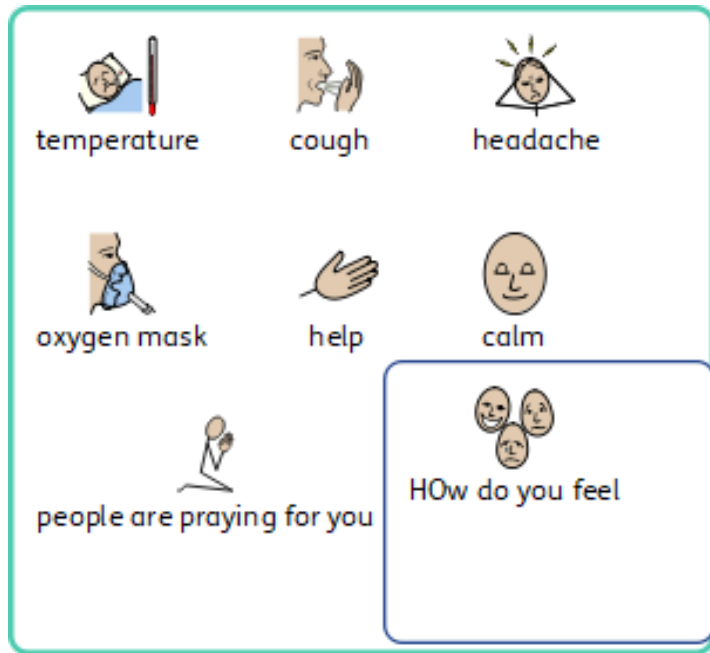 temperature
cough
headache
oxygen mask
help
calm
people are praying for you
HOw do you feel